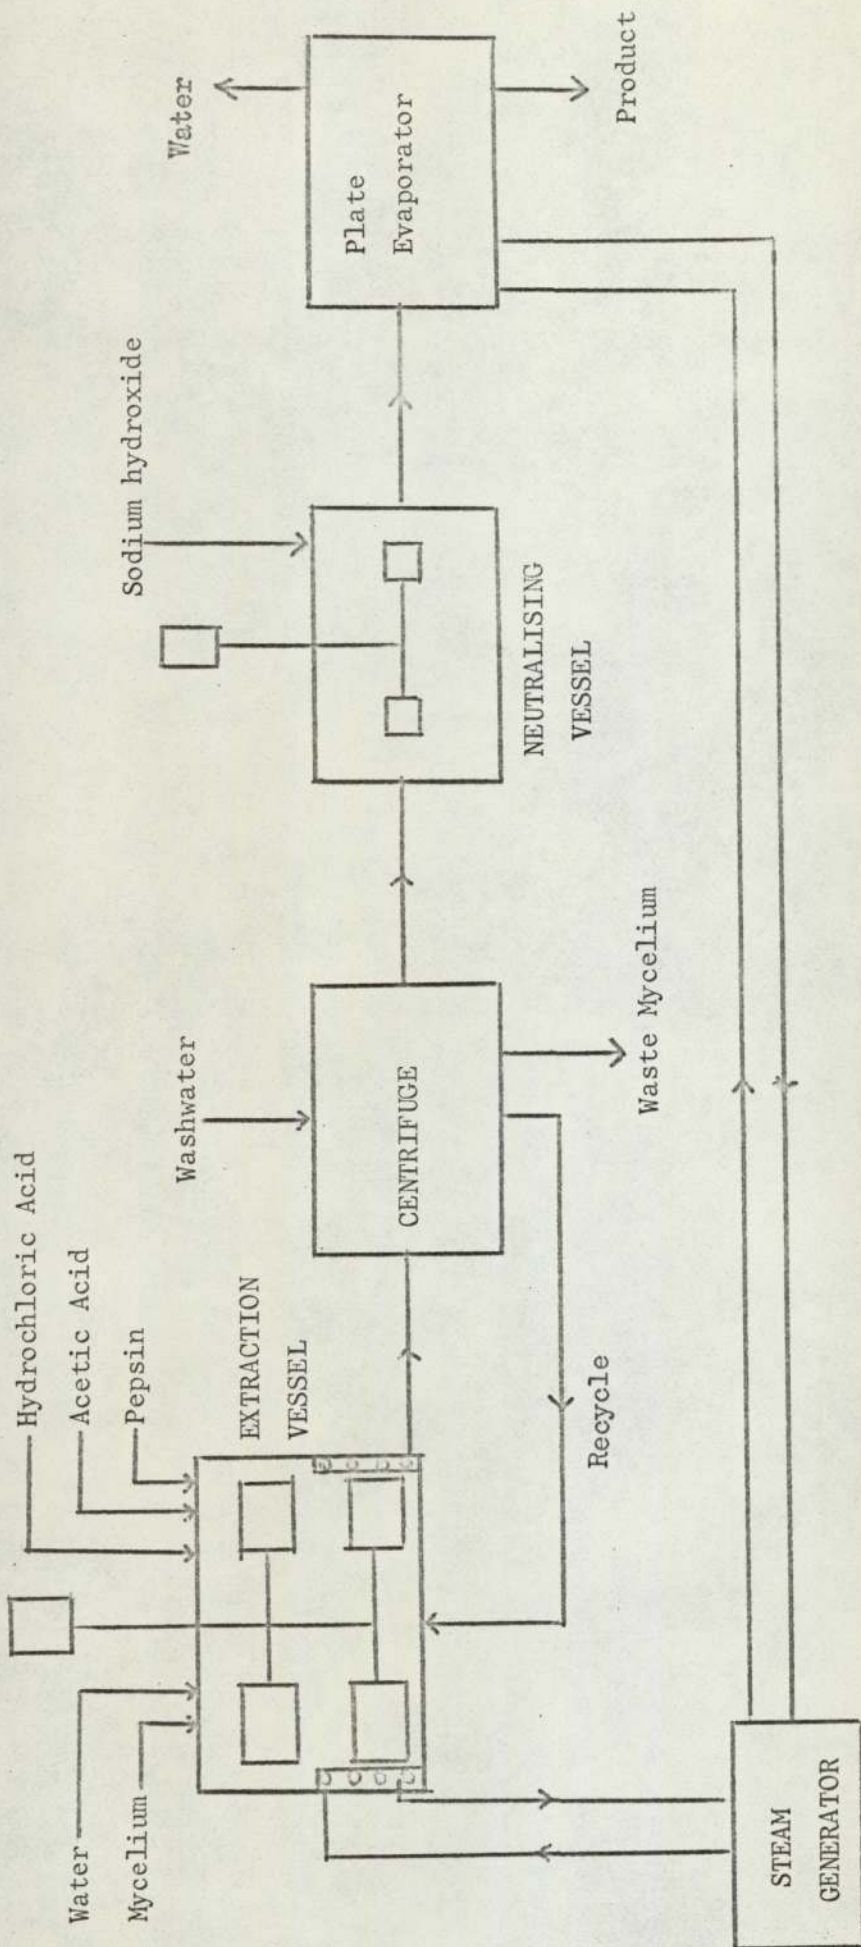 Hydrochloric Acid
Acetic Acid
Pepsin
Water
Mycelium
EXTRACTION
VESSEL
Washwater
CENTRIFUGE
Recycle
Waste Mycelium
Sodium hydroxide
NEUTRALISING
VESSEL
Water
Plate
Evaporator
Product
STEAM
GENERATOR